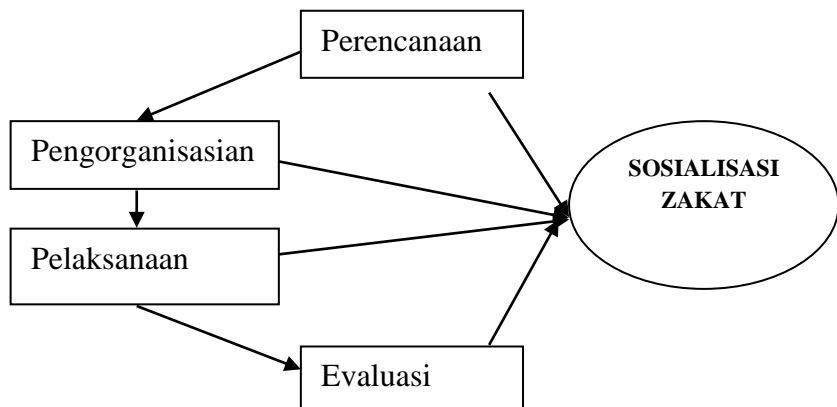 Perencanaan
Pengorganisasian
SOSIALISASI
ZAKAT
Pelaksanaan
Evaluasi